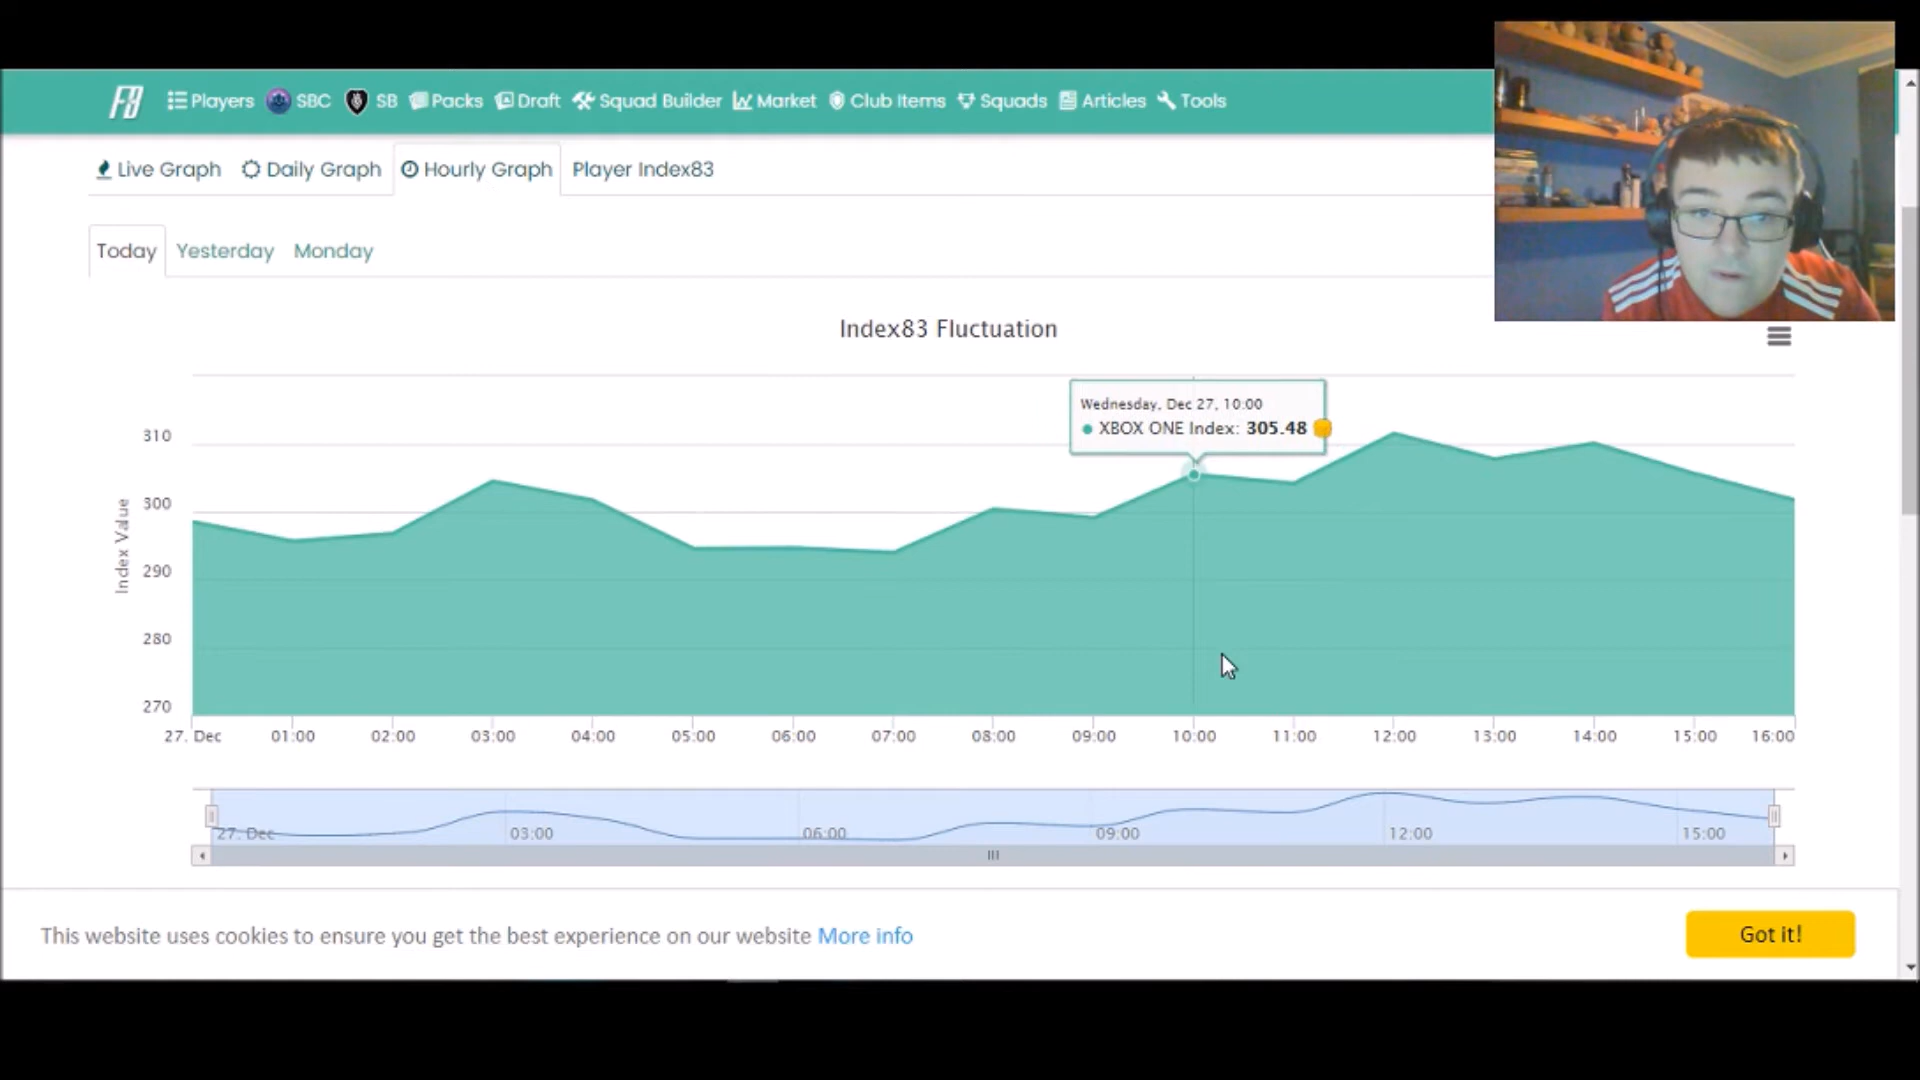 Players SBC SB Packs Draft Squad Builder Market Club Items Squads Articles Tools
Live Graph Daily Graph Hourly Graph Player Index83
Today Yesterday Monday
Index83 Fluctuation
Wednesday, Dec 27, 10:00
XBOX ONE Index: 305.48
Index Value
310
300
290
280
270
27. Dec 01:00 02:00 03:00 04:00 05:00 06:00 07:00 08:00 09:00 10:00 11:00 12:00 13:00 14:00 15:00 16:00
27. Dec 03:00 06:00 09:00 12:00 15:00
This website uses cookies to ensure you get the best experience on our website More info
Got it!